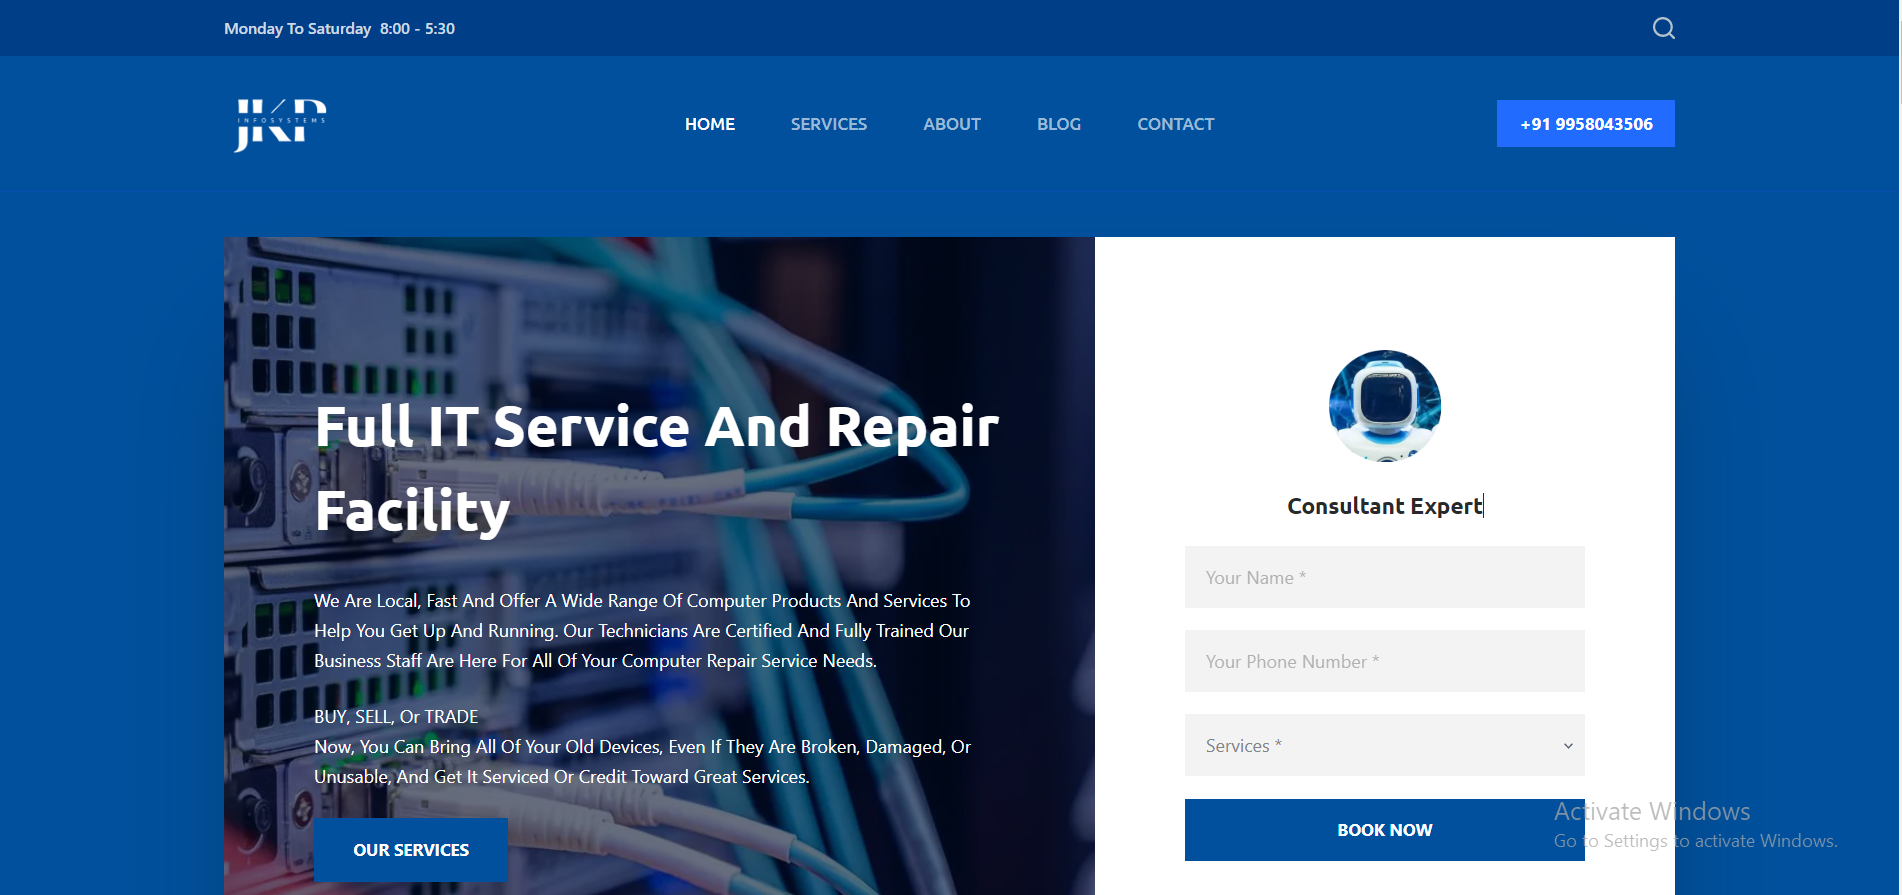 Monday To Saturday 8:00 - 5:30
JKP
INFOSYSTEMS
HOME SERVICES ABOUT BLOG CONTACT
+91 9958043506
Full IT Service And Repair
Facility
We Are Local, Fast And Offer A Wide Range Of Computer Products And Services To
Help You Get Up And Running. Our Technicians Are Certified And Fully Trained Our
Business Staff Are Here For All Of Your Computer Repair Service Needs.
BUY, SELL, Or TRADE
Now, You Can Bring All Of Your Old Devices, Even If They Are Broken, Damaged, Or
Unusable, And Get It Serviced Or Credit Toward Great Services.
OUR SERVICES
Consultant Expert
Your Name *
Your Phone Number *
Services *
BOOK NOW
Activate Windows
Go to Settings to activate Windows.